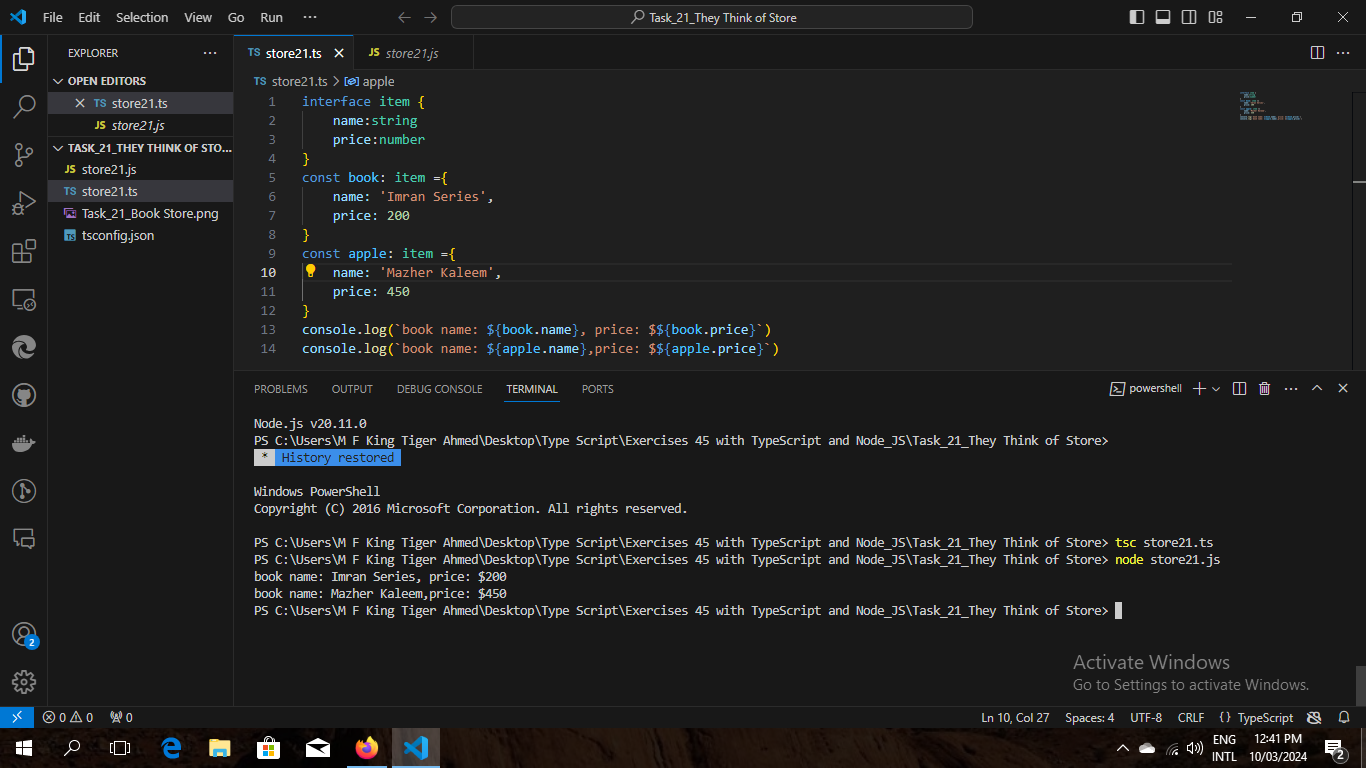 File Edit Selection View Go Run ··· Task_21_They Think of Store
EXPLORER ···
OPEN EDITORS
TS store21.ts
JS store21.js
TASK_21_THEY THINK OF STO...
JS store21.js
TS store21.ts
Task_21_Book Store.png
tsconfig.json
TS store21.ts JS store21.js
TS store21.ts > apple
1 interface item {
2 name:string
3 price:number
4 }
5 const book: item ={
6 name: 'Imran Series',
7 price: 200
8 }
9 const apple: item ={
10 name: 'Mazher Kaleem',
11 price: 450
12 }
13 console.log(`book name: ${book.name}, price: $${book.price}`)
14 console.log(`book name: ${apple.name},price: $${apple.price}`)
PROBLEMS OUTPUT DEBUG CONSOLE TERMINAL PORTS powershell
Node.js v20.11.0
PS C:\Users\M F King Tiger Ahmed\Desktop\Type Script\Exercises 45 with TypeScript and Node_JS\Task_21_They Think of Store>
* History restored
Windows PowerShell
Copyright (C) 2016 Microsoft Corporation. All rights reserved.
PS C:\Users\M F King Tiger Ahmed\Desktop\Type Script\Exercises 45 with TypeScript and Node_JS\Task_21_They Think of Store> tsc store21.ts
PS C:\Users\M F King Tiger Ahmed\Desktop\Type Script\Exercises 45 with TypeScript and Node_JS\Task_21_They Think of Store> node store21.js
book name: Imran Series, price: $200
book name: Mazher Kaleem,price: $450
PS C:\Users\M F King Tiger Ahmed\Desktop\Type Script\Exercises 45 with TypeScript and Node_JS\Task_21_They Think of Store>
Activate Windows
Go to Settings to activate Windows.
2
0 0 0 Ln 10, Col 27 Spaces: 4 UTF-8 CRLF {} TypeScript
ENG 12:41 PM
INTL 10/03/2024 2